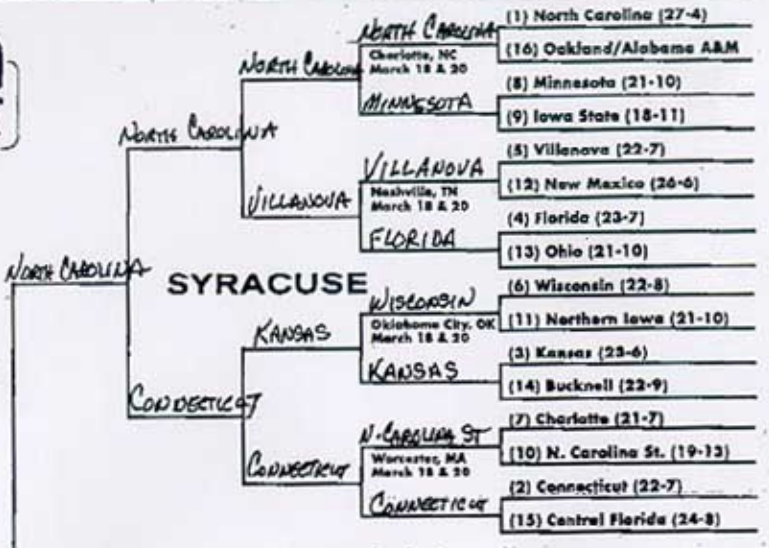 (1) North Carolina (27-4)
NORTH CAROLINA
(16) Oakland/Alabama A&M
Charlotte, NC
March 18 & 20
NORTH CAROLINA
(8) Minnesota (21-10)
MINNESOTA
(9) Iowa State (18-11)
NORTH CAROLINA
(5) Villanova (22-7)
VILLANOVA
(12) New Mexico (26-6)
Nashville, TN
March 18 & 20
VILLANOVA
(4) Florida (23-7)
FLORIDA
(13) Ohio (21-10)
NORTH CAROLINA
SYRACUSE
(6) Wisconsin (22-8)
WISCONSIN
(11) Northern Iowa (21-10)
Oklahoma City, OK
March 18 & 20
KANSAS
(3) Kansas (23-6)
KANSAS
(14) Bucknell (22-9)
CONNECTICUT
(7) Charlotte (21-7)
N. CAROLINA ST
(10) N. Carolina St. (19-13)
Worcester, MA
March 18 & 20
CONNECTICUT
(2) Connecticut (22-7)
CONNECTICUT
(15) Central Florida (24-8)